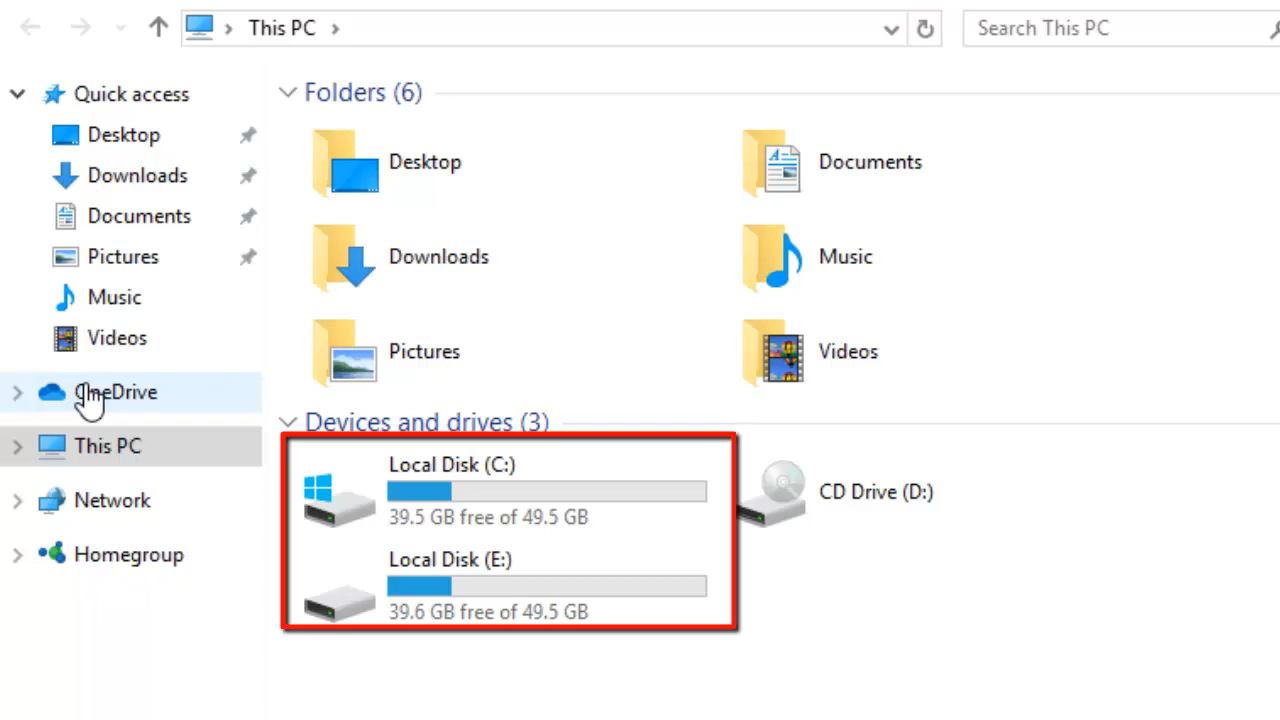 This PC
Search This PC
Quick access
Desktop
Downloads
Documents
Pictures
Music
Videos
OneDrive
This PC
Network
Homegroup
Folders (6)
Desktop
Documents
Downloads
Music
Pictures
Videos
Devices and drives (3)
Local Disk (C:)
39.5 GB free of 49.5 GB
CD Drive (D:)
Local Disk (E:)
39.6 GB free of 49.5 GB